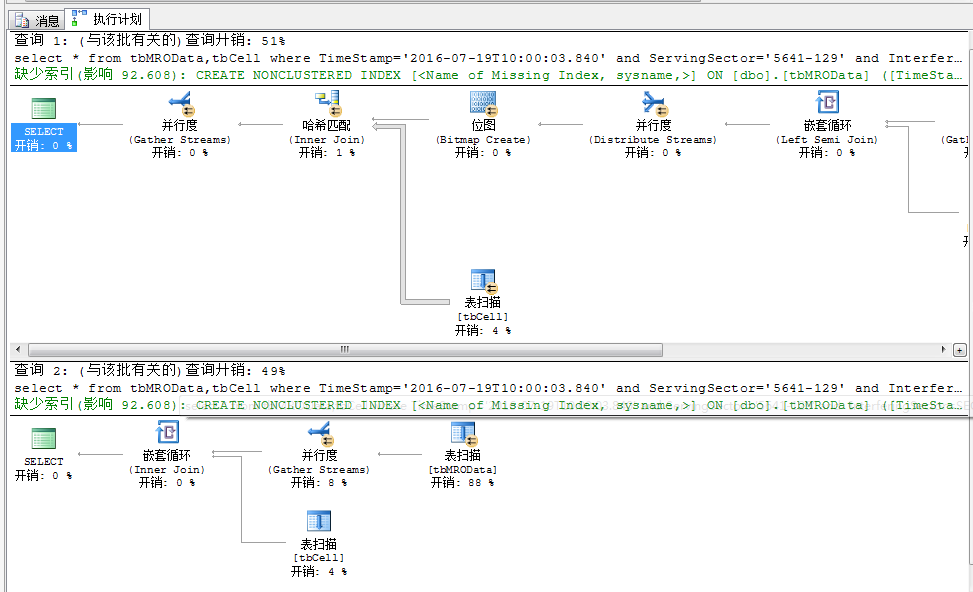 消息 执行计划
查询 1: (与该批有关的)查询开销: 51%
select * from tbMROData,tbCell where TimeStamp='2016-07-19T10:00:03.840' and ServingSector='5641-129' and Interfer…
缺少索引(影响 92.608): CREATE NONCLUSTERED INDEX [<Name of Missing Index, sysname,>] ON [dbo].[tbMROData] ([TimeSta…
SELECT
开销: 0 %
并行度
(Gather Streams)
开销: 0 %
哈希匹配
(Inner Join)
开销: 1 %
位图
(Bitmap Create)
开销: 0 %
并行度
(Distribute Streams)
开销: 0 %
嵌套循环
(Left Semi Join)
开销: 0 %
(Gat
开
开
表扫描
[tbCell]
开销: 4 %
查询 2: (与该批有关的)查询开销: 49%
select * from tbMROData,tbCell where TimeStamp='2016-07-19T10:00:03.840' and ServingSector='5641-129' and Interfer…
缺少索引(影响 92.608): CREATE NONCLUSTERED INDEX [<Name of Missing Index, sysname,>] ON [dbo].[tbMROData] ([TimeSta…
SELECT
开销: 0 %
嵌套循环
(Inner Join)
开销: 0 %
并行度
(Gather Streams)
开销: 8 %
表扫描
[tbMROData]
开销: 88 %
表扫描
[tbCell]
开销: 4 %